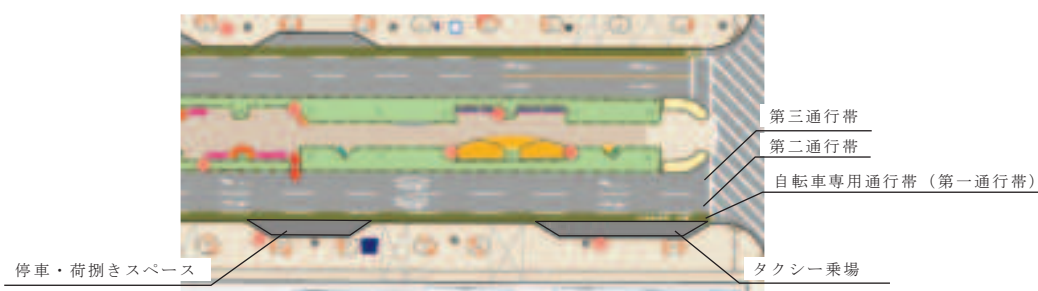 第三通行帯
第二通行帯
自転車専用通行帯（第一通行帯）
停車・荷捌きスペース
タクシー乗場